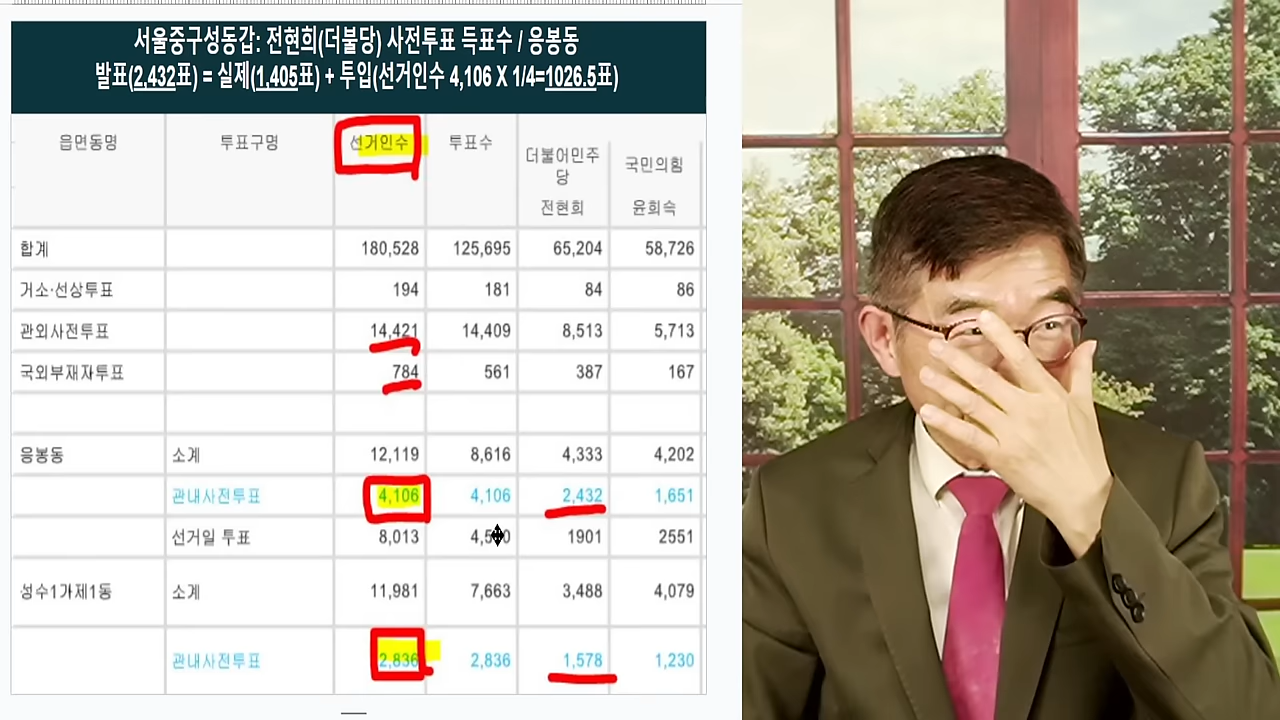 서울중구성동갑: 전현희(더불당) 사전투표 득표수 / 응봉동
발표(2,432표) = 실제(1,405표) + 투입(선거인수 4,106 X 1/4=1026.5표)
읍면동명 투표구명 선거인수 투표수 더불어민주당 전현희 국민의힘 윤희숙
합계 180,528 125,695 65,204 58,726
거소·선상투표 194 181 84 86
관외사전투표 14,421 14,409 8,513 5,713
국외부재자투표 784 561 387 167
응봉동 소계 12,119 8,616 4,333 4,202
관내사전투표 4,106 4,106 2,432 1,651
선거일 투표 8,013 1901 2551
성수1가제1동 소계 11,981 7,663 3,488 4,079
관내사전투표 2,836 2,836 1,578 1,230